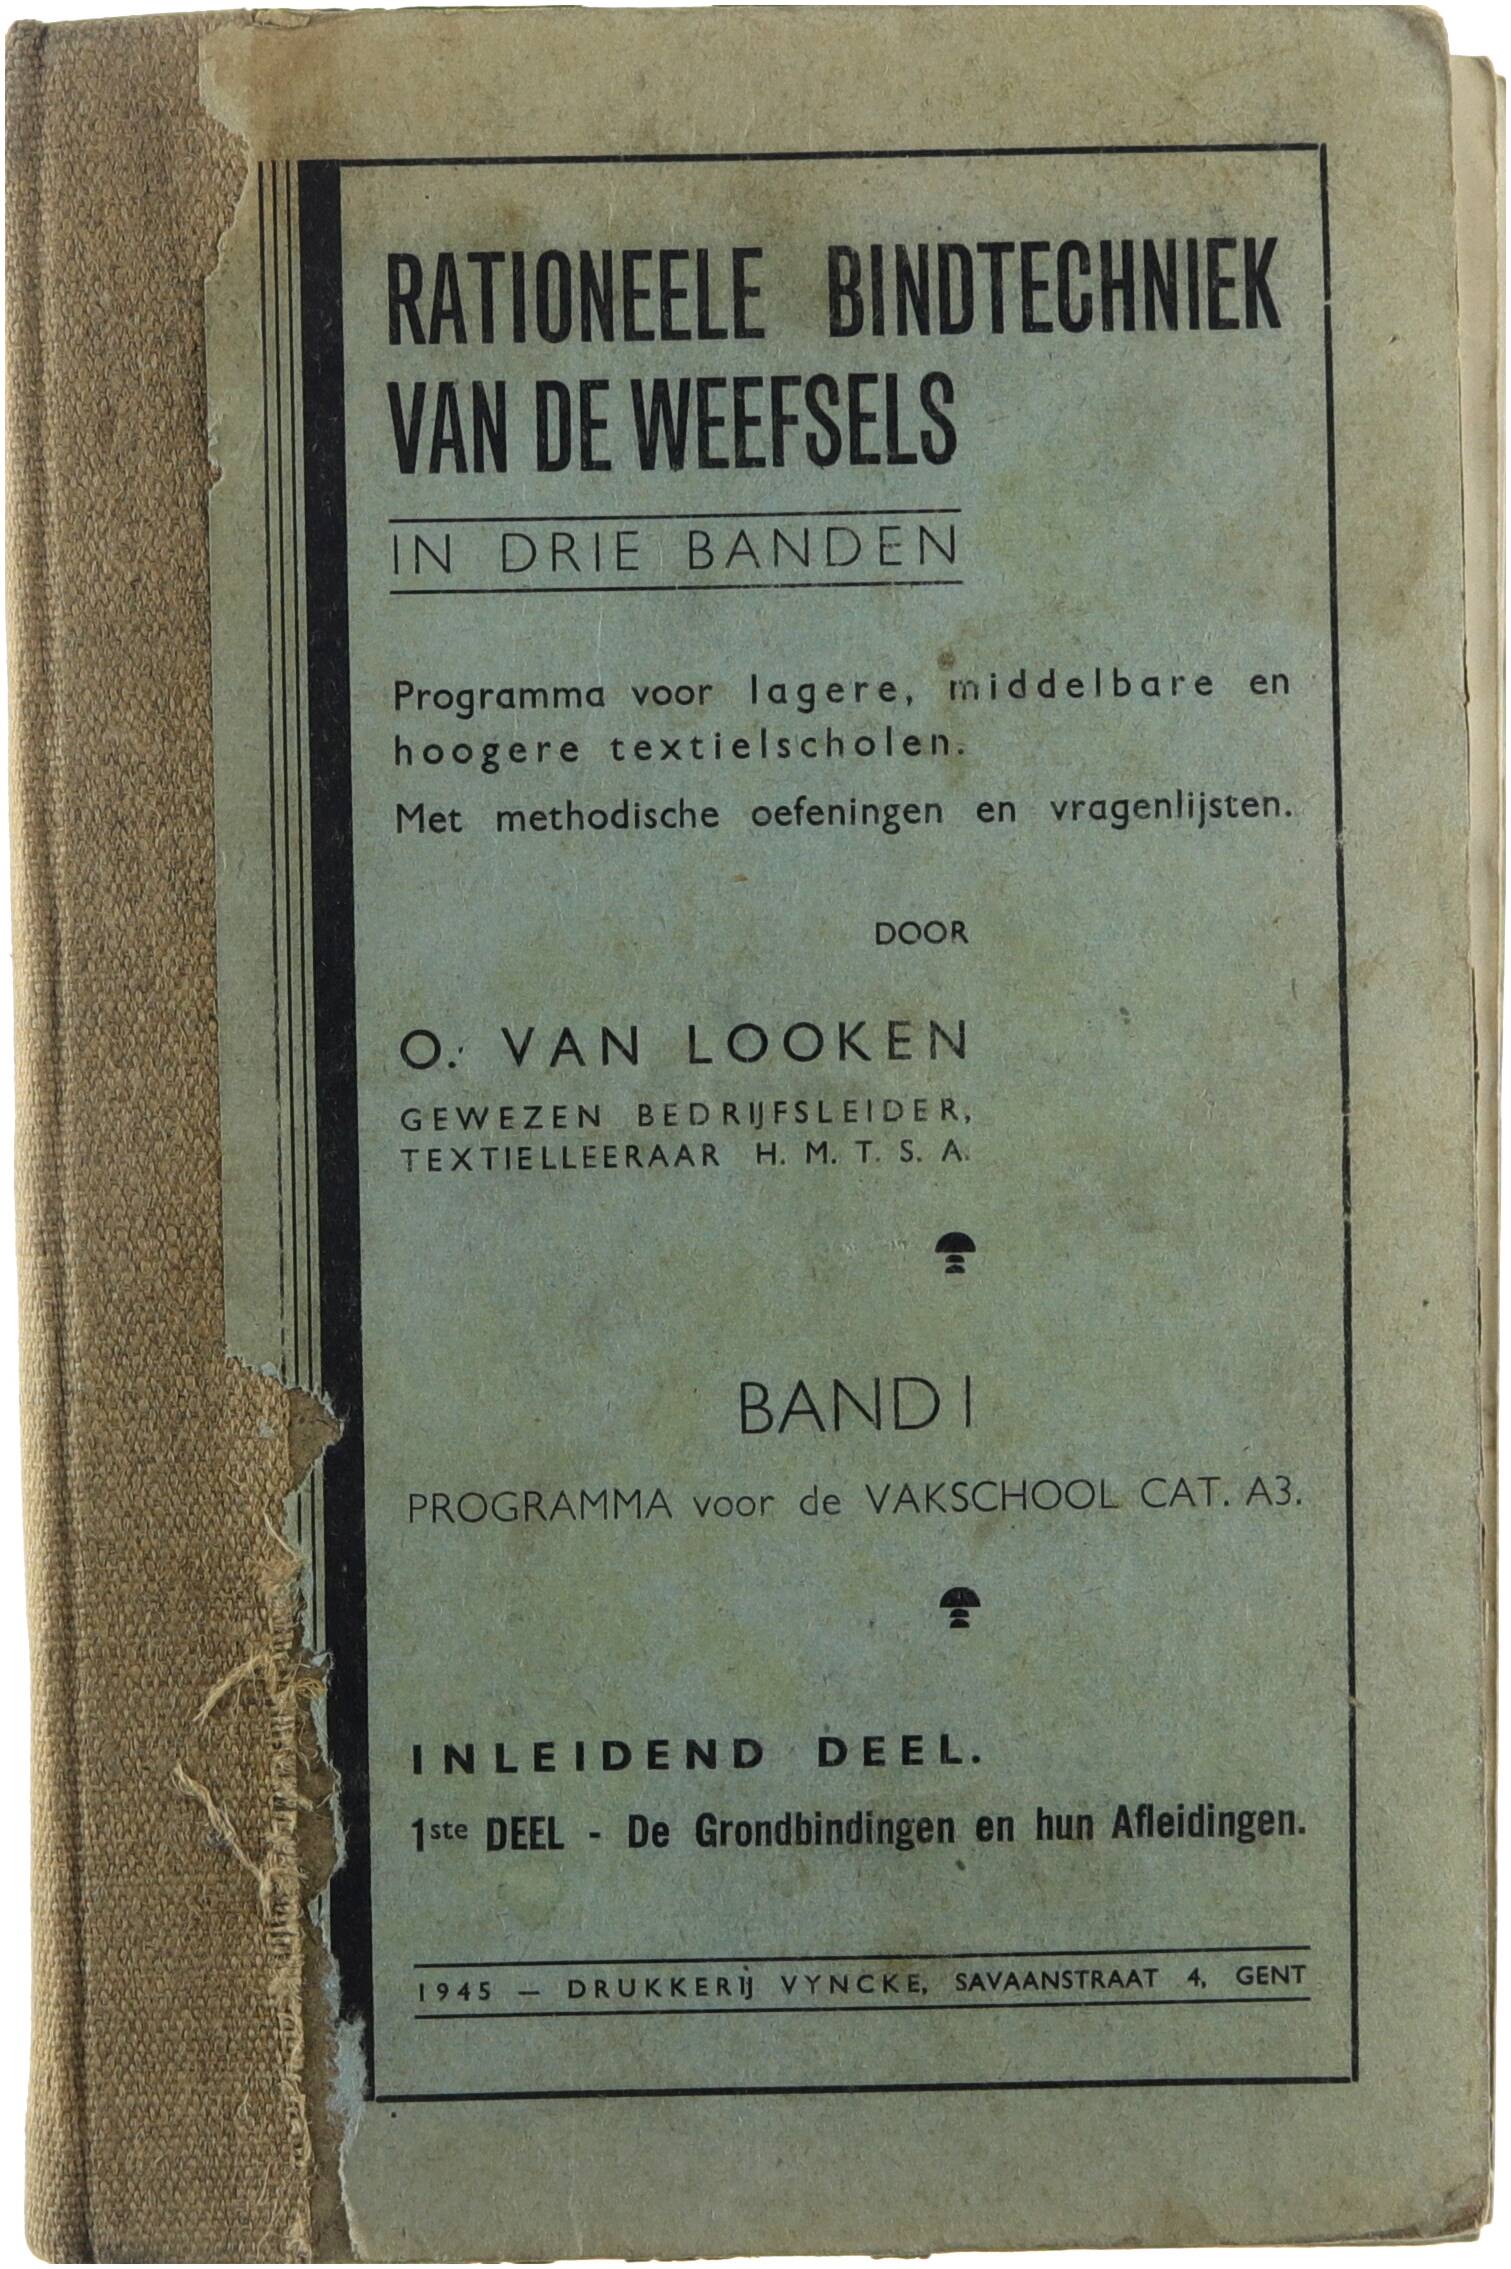 RATIONEELE BINDTECHNIEK
VAN DE WEEFSELS
IN DRIE BANDEN
Programma voor lagere, middelbare en
hoogere textielscholen.
Met methodische oefeningen en vragenlijsten.
DOOR
O. VAN LOOKEN
GEWEZEN BEDRIJFSLEIDER,
TEXTIELLEERAAR H. M. T. S. A.
BAND I
PROGRAMMA voor de VAKSCHOOL CAT. A3.
INLEIDEND DEEL.
1ste DEEL - De Grondbindingen en hun Afleidingen.
1945 — DRUKKERIJ VYNCKE, SAVAANSTRAAT 4, GENT